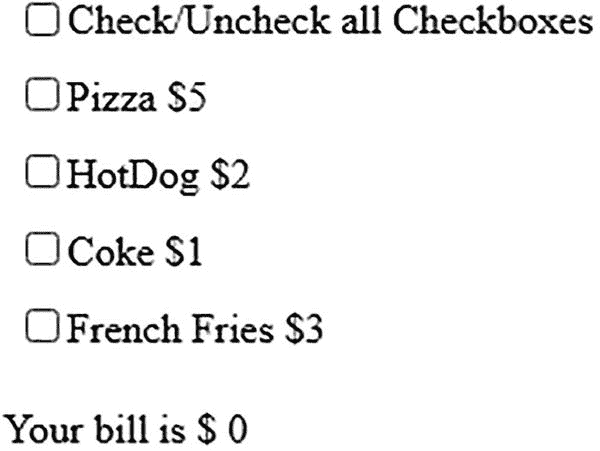 Check/Uncheck all Checkboxes
Pizza $5
HotDog $2
Coke $1
French Fries $3
Your bill is $ 0